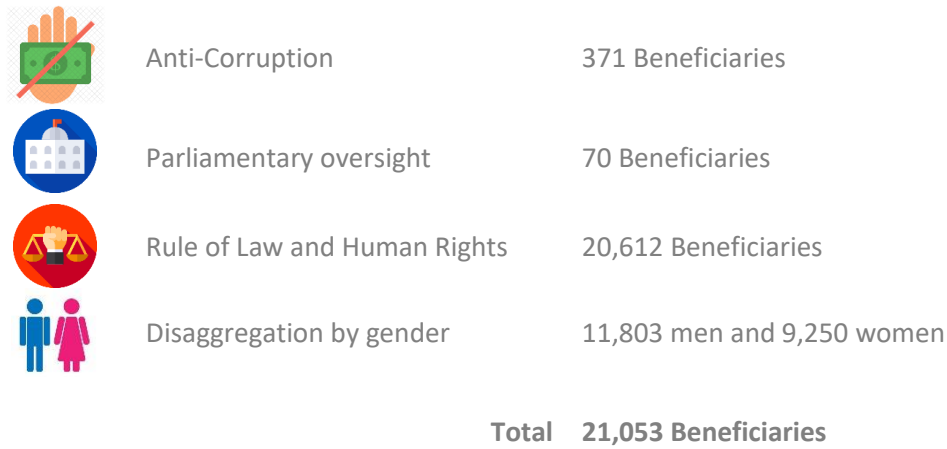 Anti-Corruption 371 Beneficiaries
Parliamentary oversight 70 Beneficiaries
Rule of Law and Human Rights 20,612 Beneficiaries
Disaggregation by gender 11,803 men and 9,250 women
Total 21,053 Beneficiaries